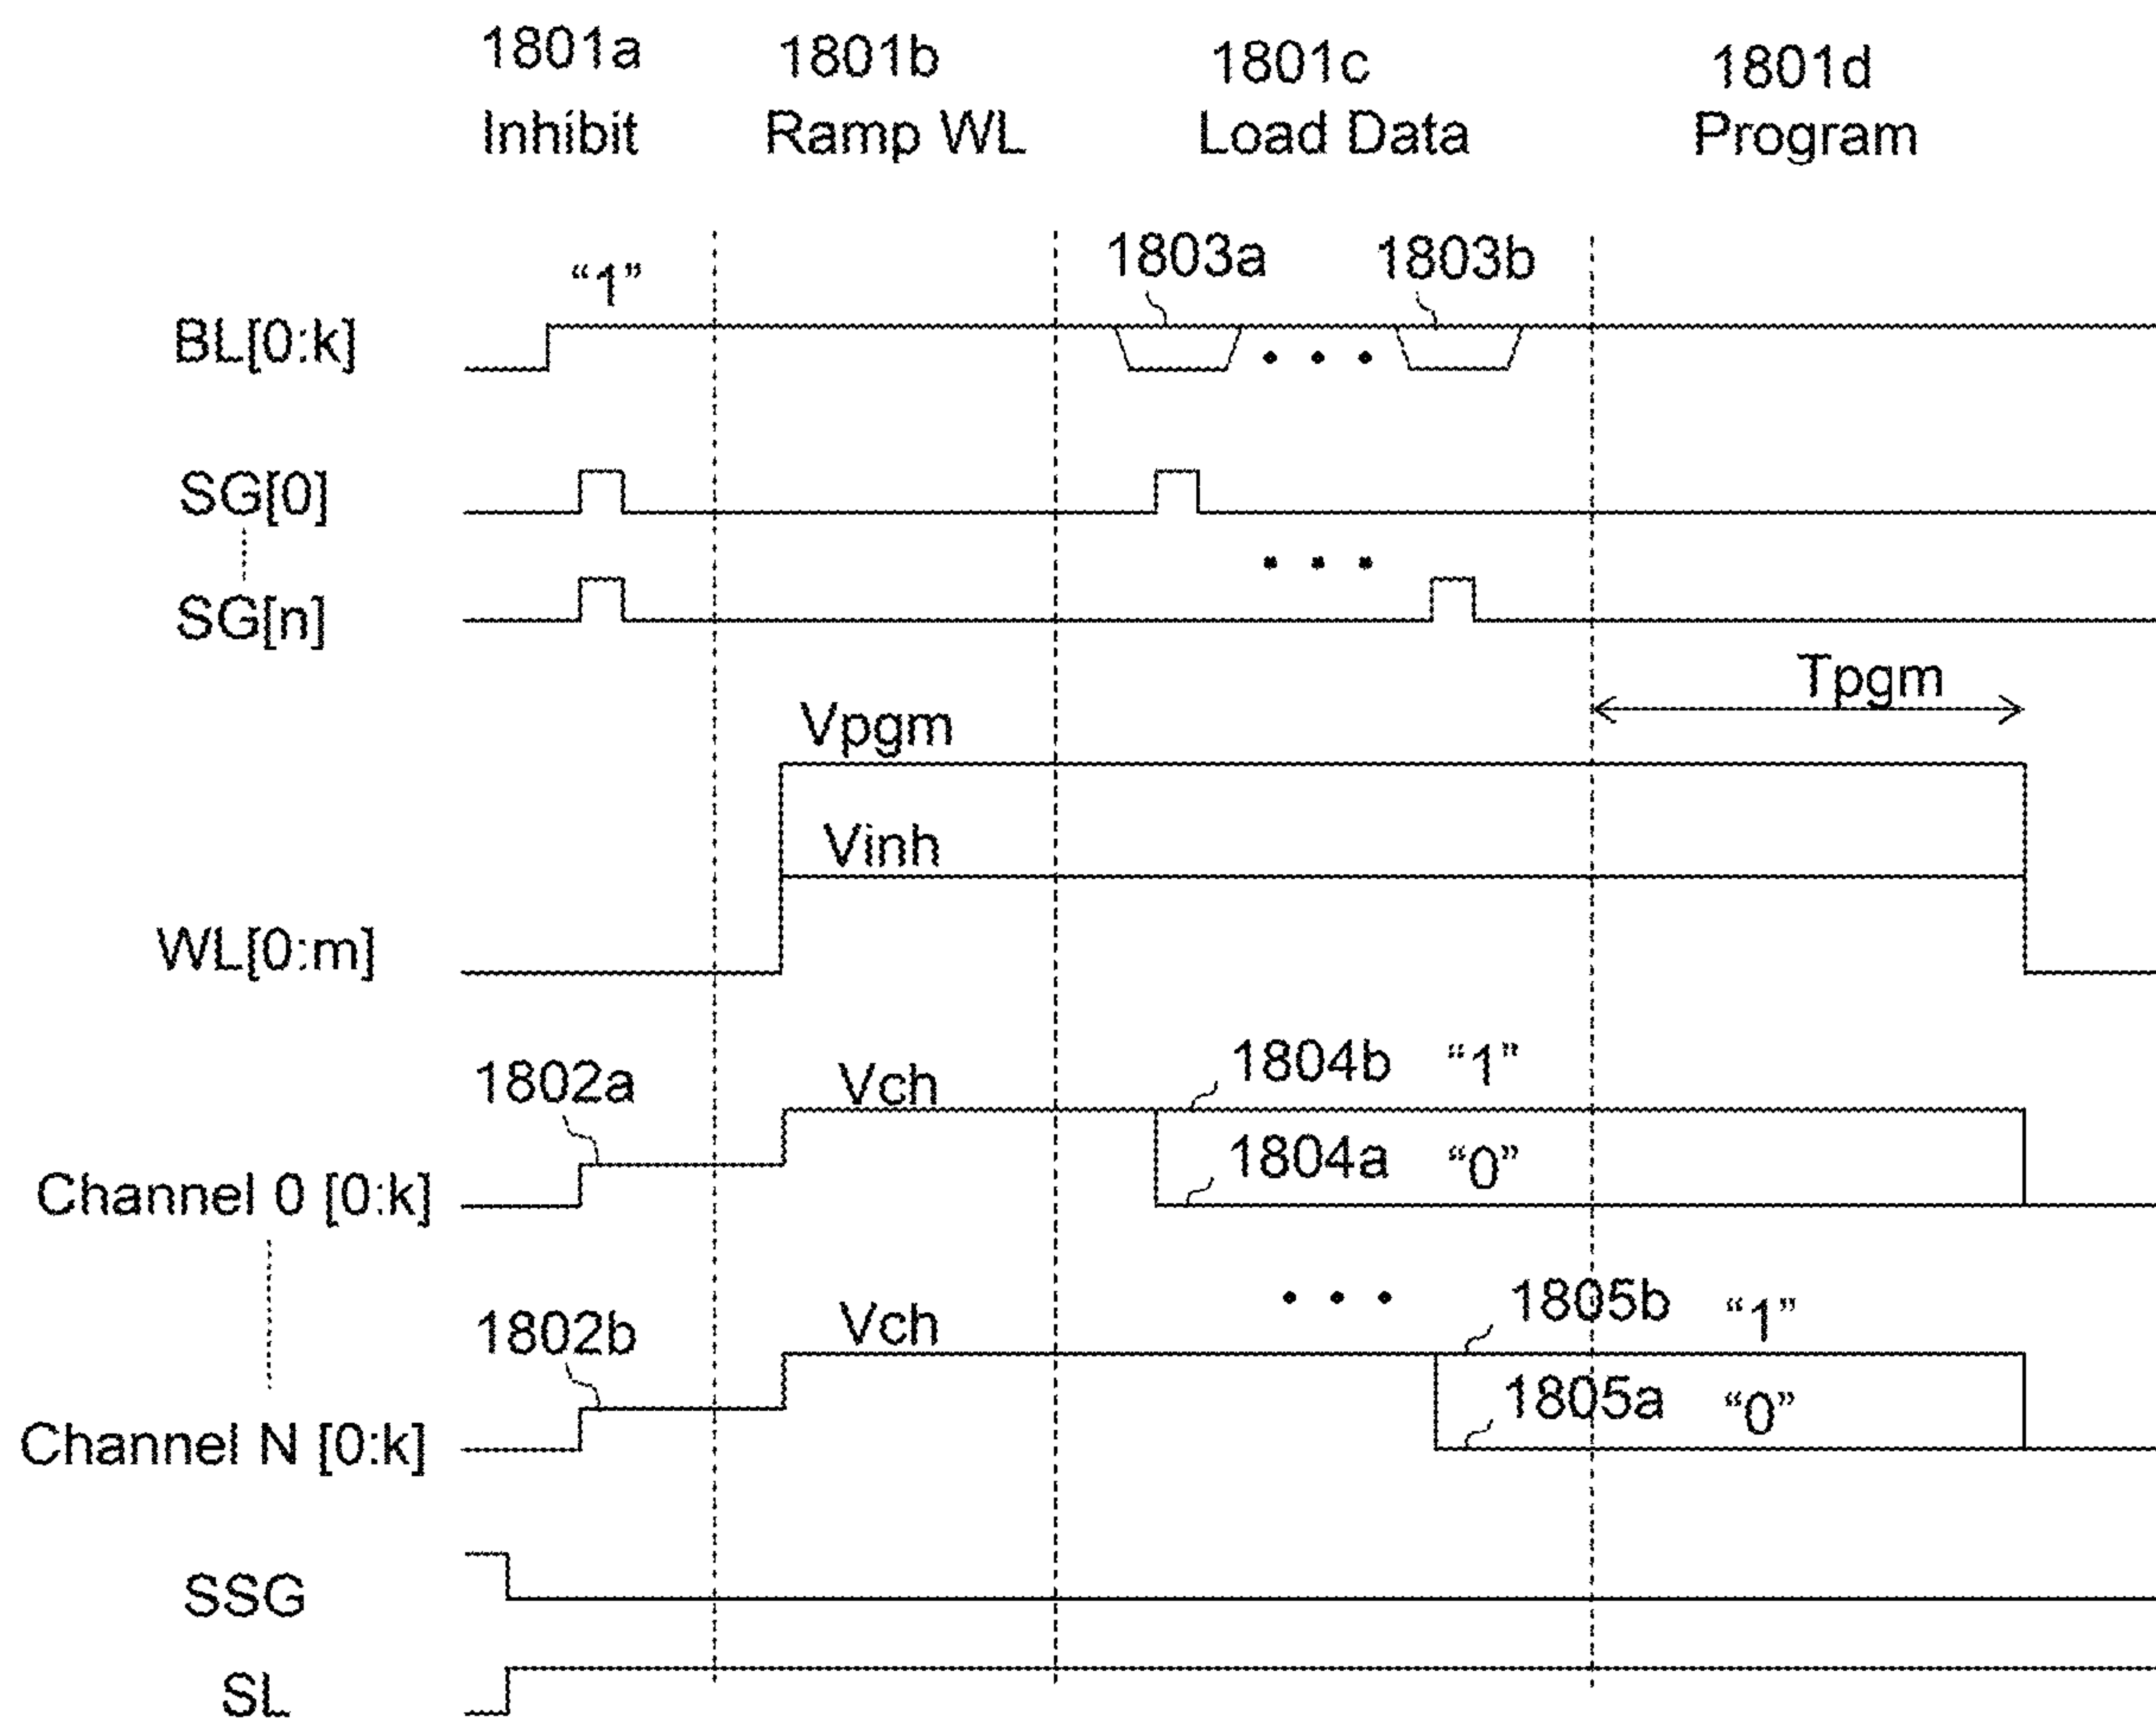 1801a 1801b 1801c 1801d
Inhibit Ramp WL Load Data Program
1803a 1803b
“1”
BL[0:k]
SG[0]
SG[n]
Tpgm
Vpgm
Vinh
WL[0:m]
1804b “1”
1802a Vch
1804a “0”
Channel 0 [0:k]
1805b “1”
1802b Vch
1805a “0”
Channel N [0:k]
SSG
SL